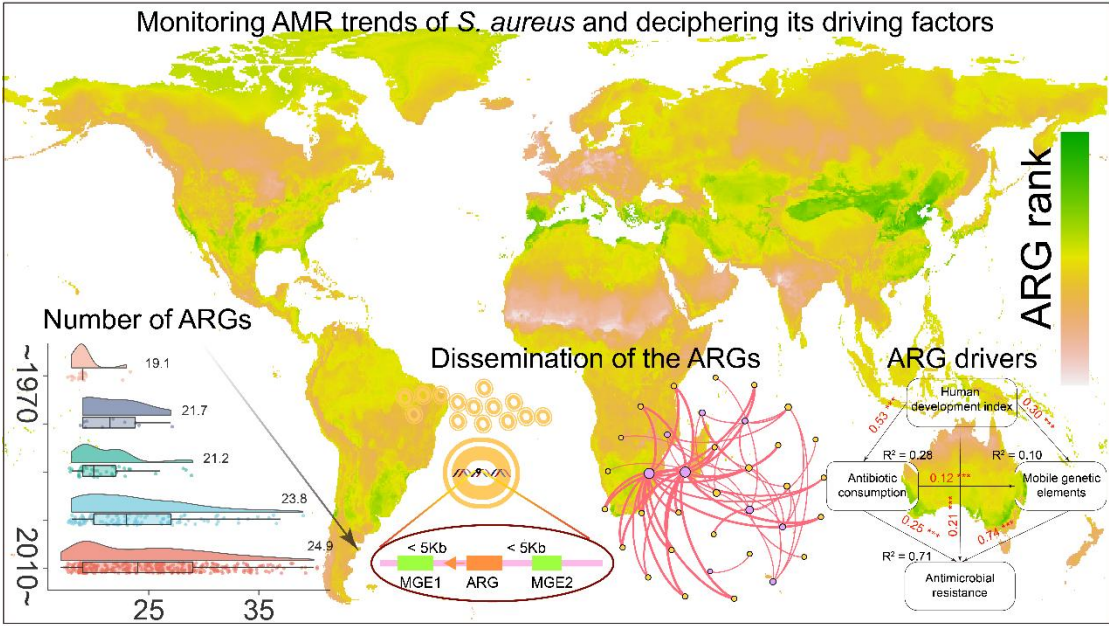 Monitoring AMR trends of S. aureus and deciphering its driving factors
ARG rank
Number of ARGs
~1970
2010~
19.1
21.7
21.2
23.8
24.9
25
35
Dissemination of the ARGs
< 5Kb
< 5Kb
MGE1
ARG
MGE2
ARG drivers
Human
development index
0.53 ***
0.30 ***
R² = 0.28
R² = 0.10
Antibiotic
consumption
0.12 ***
Mobile genetic
elements
0.21 ***
0.25 ***
0.74 ***
R² = 0.71
Antimicrobial
resistance